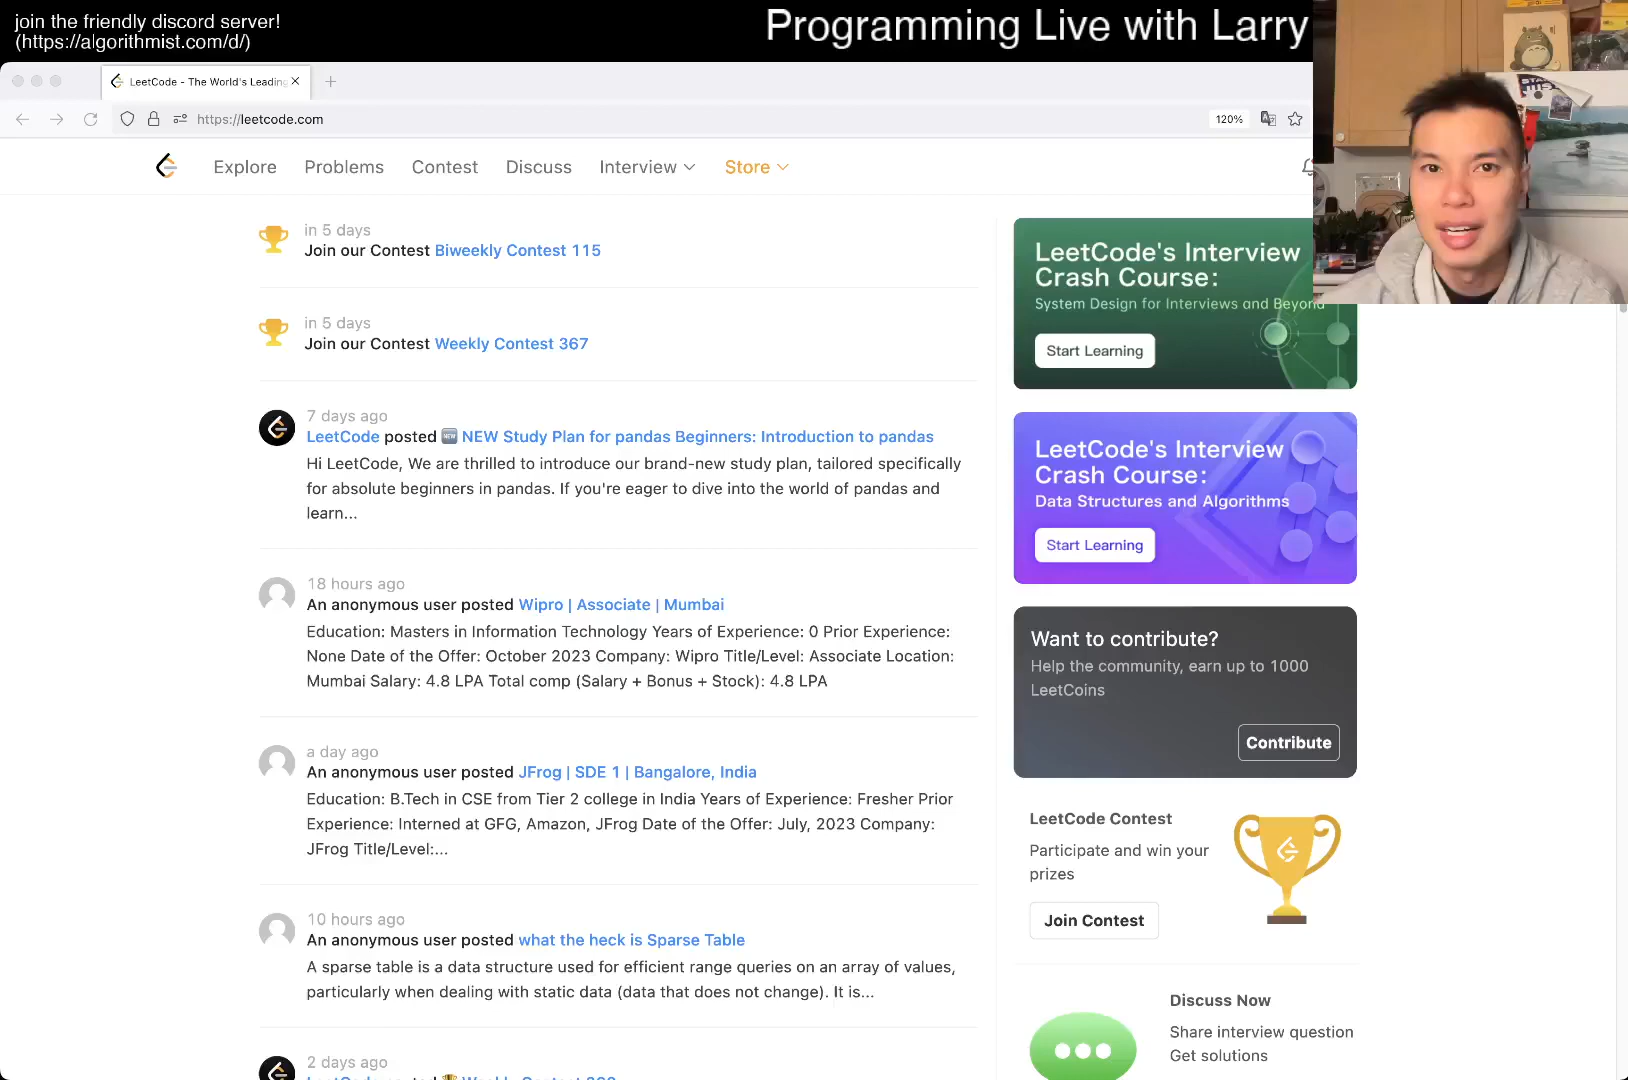 join the friendly discord server!
(https://algorithmist.com/d/)
Programming Live with Larry
LeetCode - The World's Leading
https://leetcode.com
120%
Explore
Problems
Contest
Discuss
Interview
Store
in 5 days
Join our Contest Biweekly Contest 115
in 5 days
Join our Contest Weekly Contest 367
7 days ago
LeetCode posted NEW NEW Study Plan for pandas Beginners: Introduction to pandas
Hi LeetCode, We are thrilled to introduce our brand-new study plan, tailored specifically
for absolute beginners in pandas. If you're eager to dive into the world of pandas and
learn...
18 hours ago
An anonymous user posted Wipro | Associate | Mumbai
Education: Masters in Information Technology Years of Experience: 0 Prior Experience:
None Date of the Offer: October 2023 Company: Wipro Title/Level: Associate Location:
Mumbai Salary: 4.8 LPA Total comp (Salary + Bonus + Stock): 4.8 LPA
a day ago
An anonymous user posted JFrog | SDE 1 | Bangalore, India
Education: B.Tech in CSE from Tier 2 college in India Years of Experience: Fresher Prior
Experience: Interned at GFG, Amazon, JFrog Date of the Offer: July, 2023 Company:
JFrog Title/Level:...
10 hours ago
An anonymous user posted what the heck is Sparse Table
A sparse table is a data structure used for efficient range queries on an array of values,
particularly when dealing with static data (data that does not change). It is...
2 days ago
LeetCode's Interview
Crash Course:
System Design for Interviews and Beyond
Start Learning
LeetCode's Interview
Crash Course:
Data Structures and Algorithms
Start Learning
Want to contribute?
Help the community, earn up to 1000
LeetCoins
Contribute
LeetCode Contest
Participate and win your
prizes
Join Contest
Discuss Now
Share interview question
Get solutions